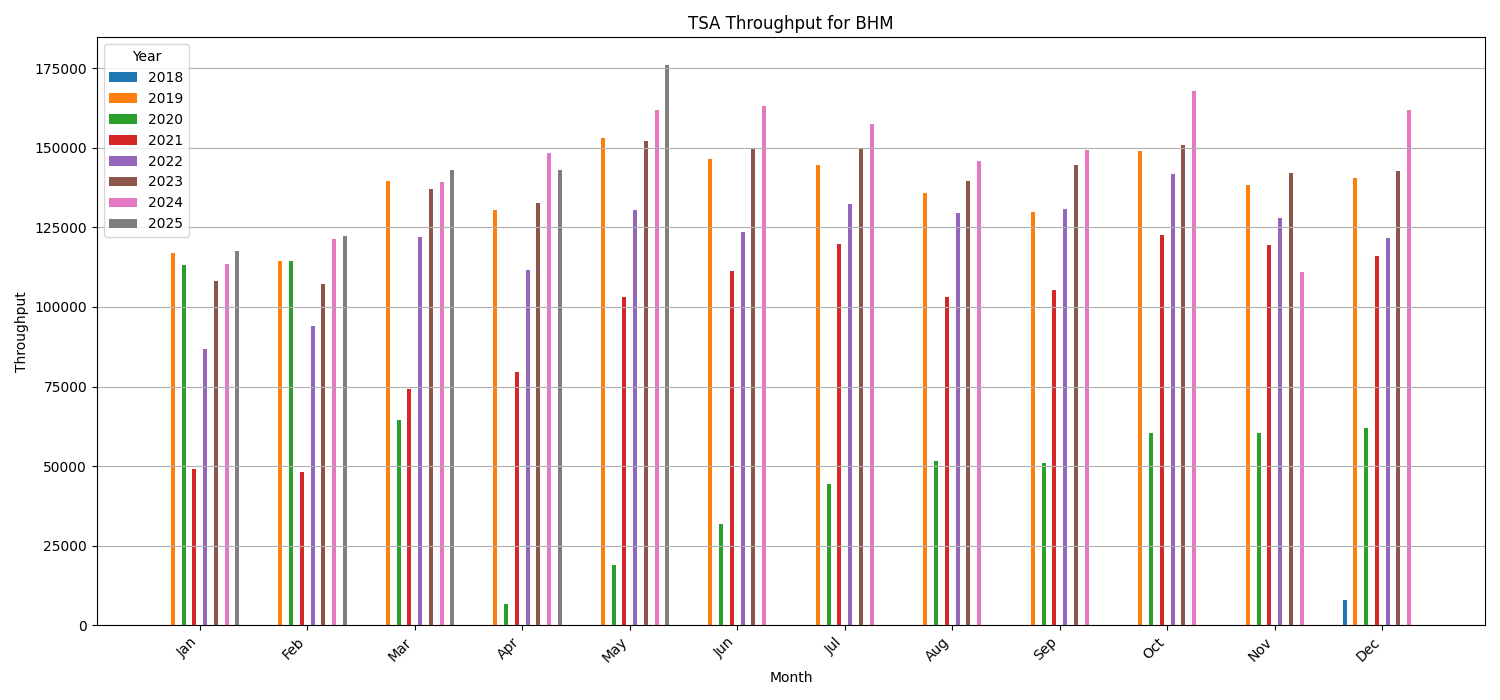 TSA Throughput for BHM
Year
2018
2019
2020
2021
2022
2023
2024
2025
Throughput
175000
150000
125000
100000
75000
50000
25000
0
Jan
Feb
Mar
Apr
May
Jun
Jul
Aug
Sep
Oct
Nov
Dec
Month